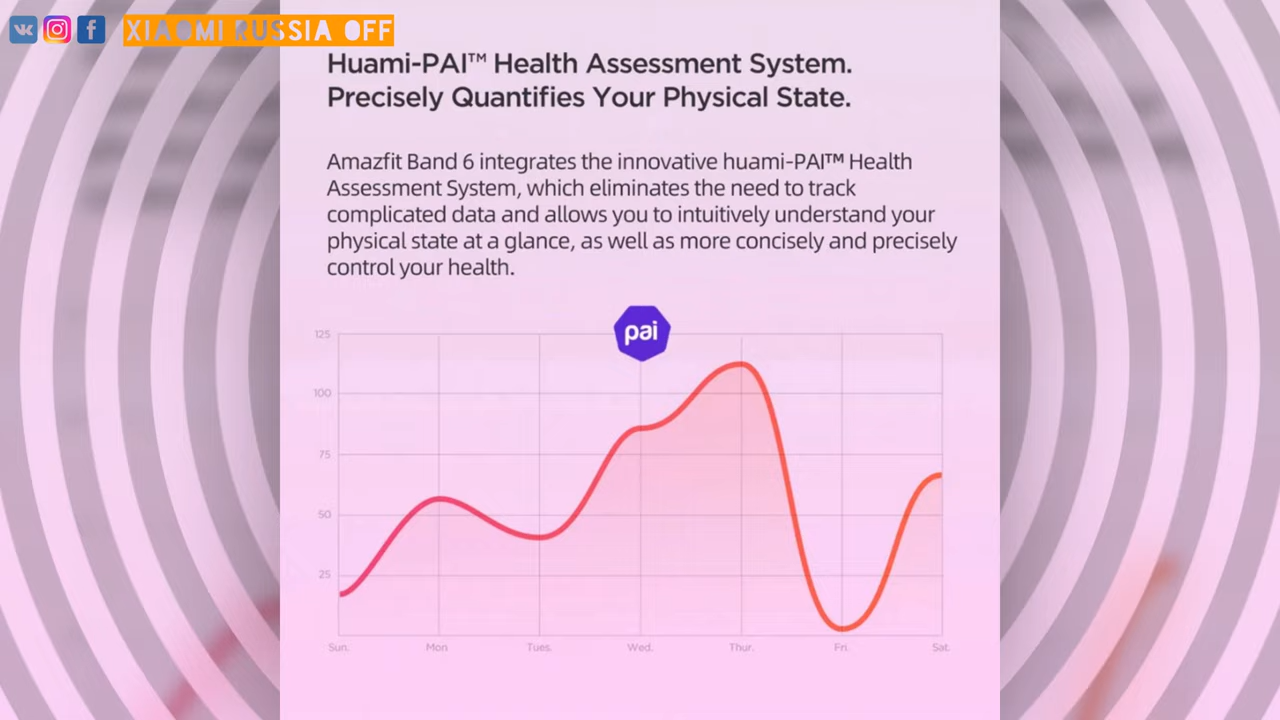 XIAOMI RUSSIA OFF
Huami-PAI™ Health Assessment System.
Precisely Quantifies Your Physical State.
Amazfit Band 6 integrates the innovative huami-PAI™ Health
Assessment System, which eliminates the need to track
complicated data and allows you to intuitively understand your
physical state at a glance, as well as more concisely and precisely
control your health.
pai
125
100
75
50
25
Sun. Mon Tues. Wed. Thur. Fri. Sat.